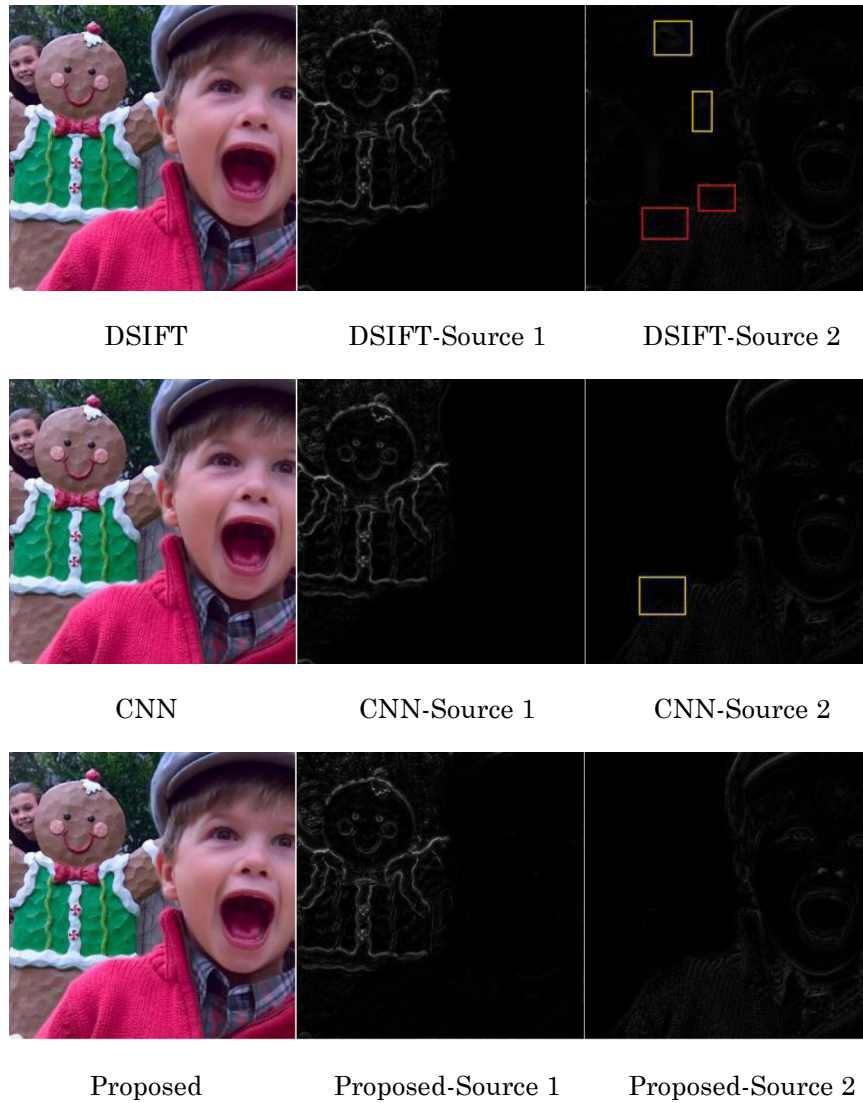 DSIFT DSIFT-Source 1 DSIFT-Source 2
CNN CNN-Source 1 CNN-Source 2
Proposed Proposed-Source 1 Proposed-Source 2